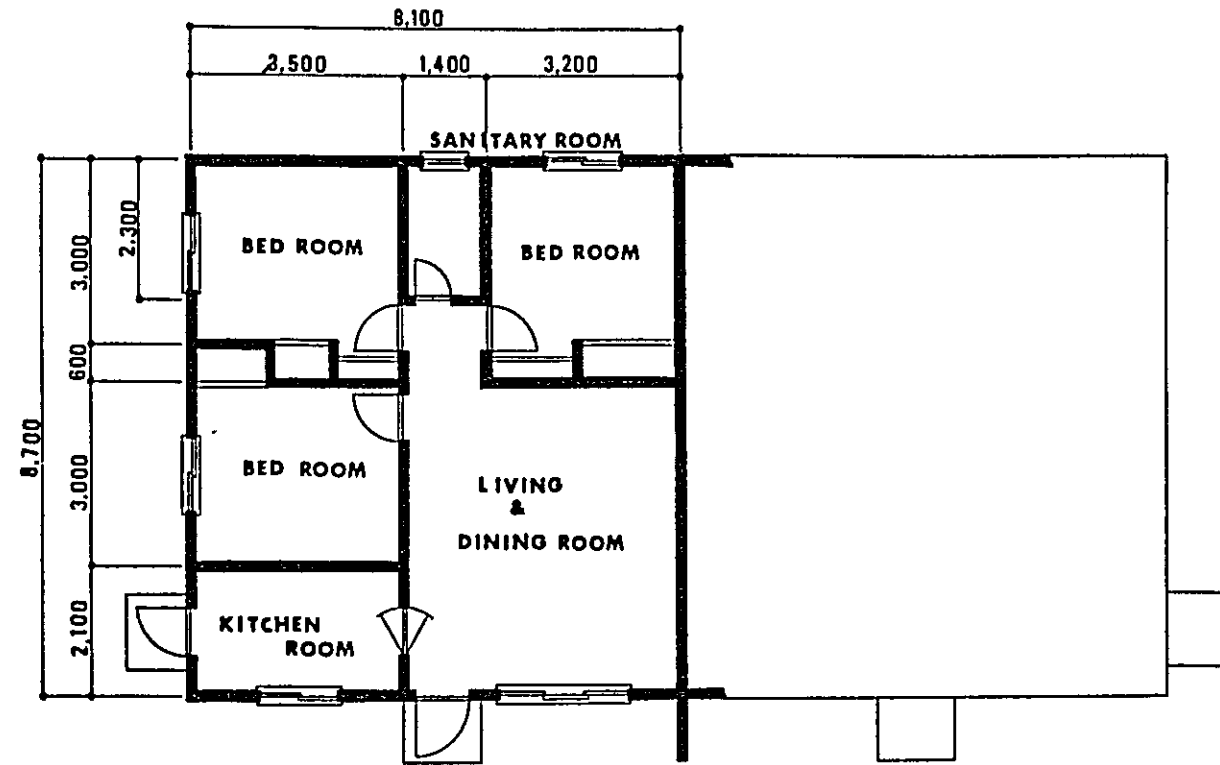 8,100
3,500 1,400 3,200
SANITARY ROOM
2.300
3.000
600
3.000
2,100
8,700
BED ROOM
BED ROOM
BED ROOM
LIVING
&
DINING ROOM
KITCHEN
ROOM